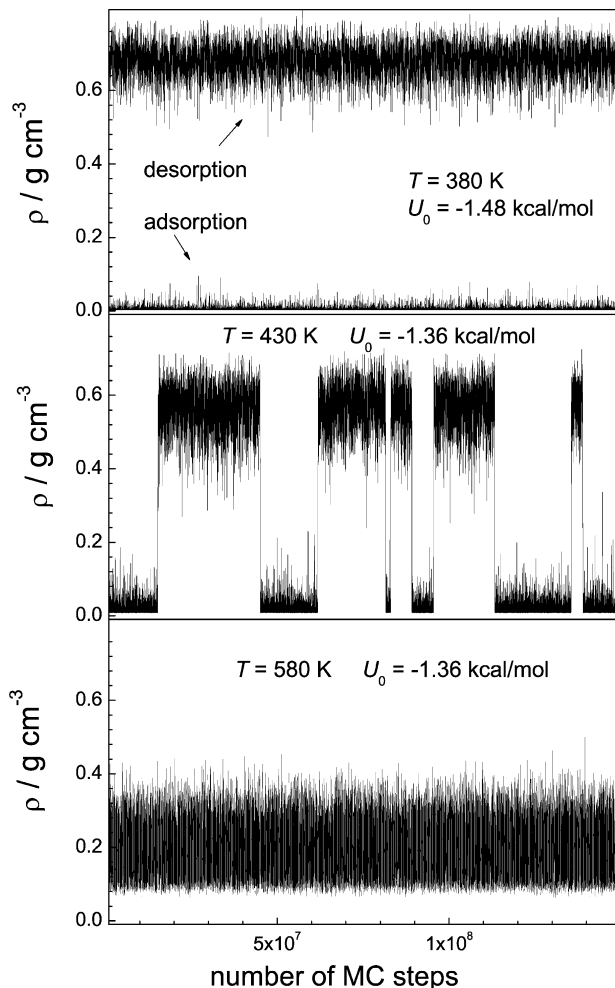 ρ / g cm⁻³
0.6
0.4
0.2
0.0
desorption
adsorption
T = 380 K
U₀ = -1.48 kcal/mol
ρ / g cm⁻³
0.6
0.4
0.2
0.0
T = 430 K U₀ = -1.36 kcal/mol
ρ / g cm⁻³
0.6
0.4
0.2
0.0
T = 580 K U₀ = -1.36 kcal/mol
5x10⁷ 1x10⁸
number of MC steps